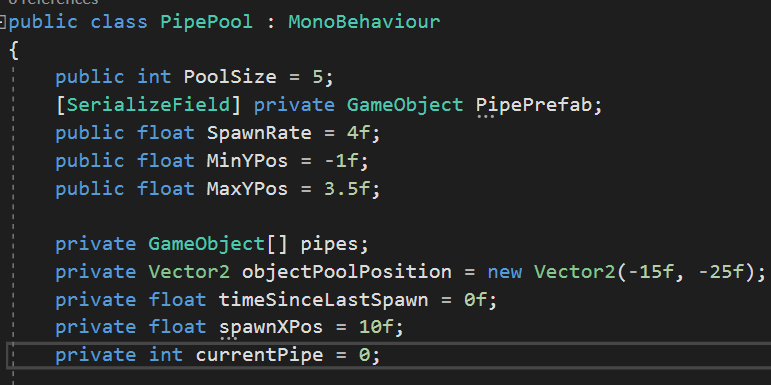 0 references
public class PipePool : MonoBehaviour
{
public int PoolSize = 5;
[SerializeField] private GameObject PipePrefab;
public float SpawnRate = 4f;
public float MinYPos = -1f;
public float MaxYPos = 3.5f;
private GameObject[] pipes;
private Vector2 objectPoolPosition = new Vector2(-15f, -25f);
private float timeSinceLastSpawn = 0f;
private float spawnXPos = 10f;
private int currentPipe = 0;